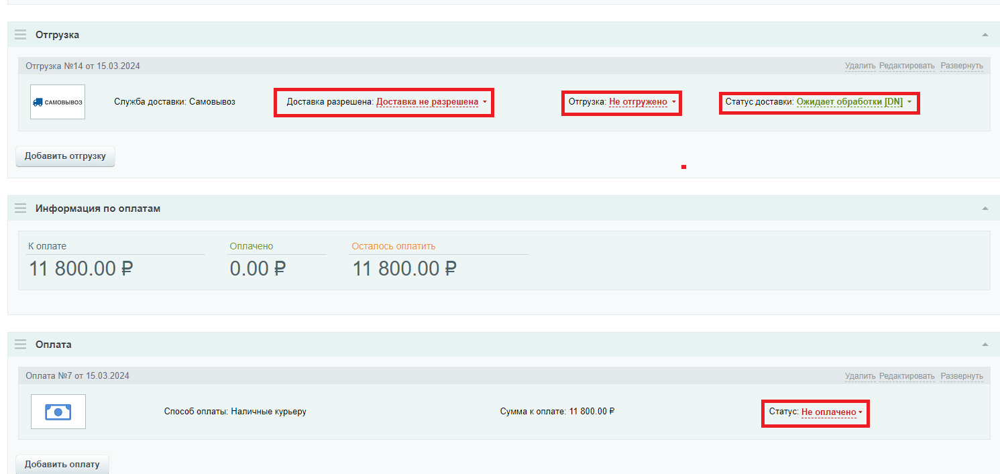 Отгрузка
Отгрузка №14 от 15.03.2024 Удалить Редактировать Развернуть
САМОВЫВОЗ Служба доставки: Самовывоз Доставка разрешена: Доставка не разрешена Отгрузка: Не отгружено Статус доставки: Ожидает обработки [DN]
Добавить отгрузку
Информация по оплатам
К оплате Оплачено Осталось оплатить
11 800.00 ₽ 0.00 ₽ 11 800.00 ₽
Оплата
Оплата №7 от 15.03.2024 Удалить Редактировать Развернуть
Способ оплаты: Наличные курьеру Сумма к оплате: 11 800.00 ₽ Статус: Не оплачено
Добавить оплату